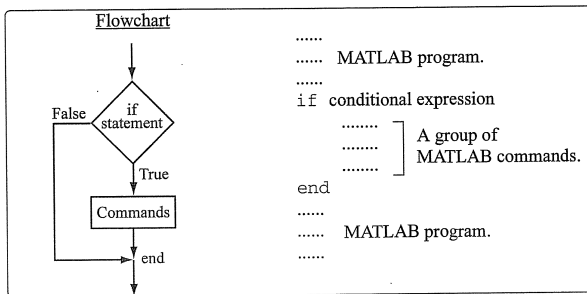 Flowchart
False
if
statement
True
Commands
end
......
...... MATLAB program.
......
if conditional expression
........
........
........
A group of
MATLAB commands.
end
......
...... MATLAB program.
......